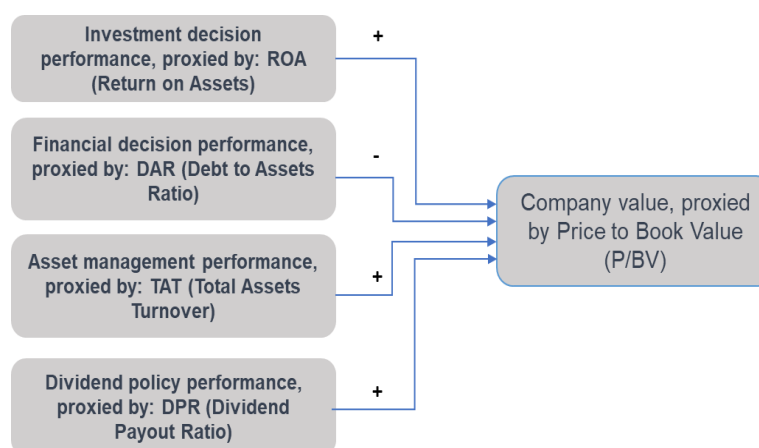 Investment decision
performance, proxied by: ROA
(Return on Assets)
+
Financial decision performance,
proxied by: DAR (Debt to Assets
Ratio)
-
Asset management performance,
proxied by: TAT (Total Assets
Turnover)
+
Dividend policy performance,
proxied by: DPR (Dividend
Payout Ratio)
+
Company value, proxied
by Price to Book Value
(P/BV)